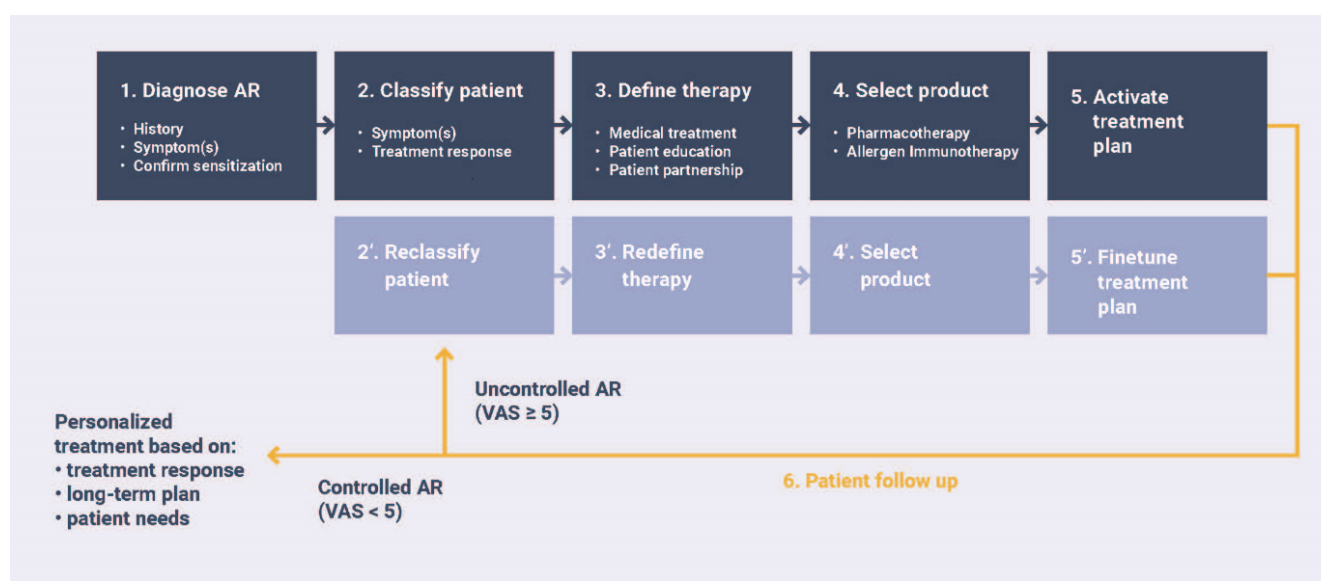 1. Diagnose AR
• History
• Symptom(s)
• Confirm sensitization
2. Classify patient
• Symptom(s)
• Treatment response
3. Define therapy
• Medical treatment
• Patient education
• Patient partnership
4. Select product
• Pharmacotherapy
• Allergen Immunotherapy
5. Activate
treatment
plan
2'. Reclassify
patient
3'. Redefine
therapy
4'. Select
product
5'. Finetune
treatment
plan
Uncontrolled AR
(VAS ≥ 5)
Personalized
treatment based on:
• treatment response
• long-term plan
• patient needs
Controlled AR
(VAS < 5)
6. Patient follow up